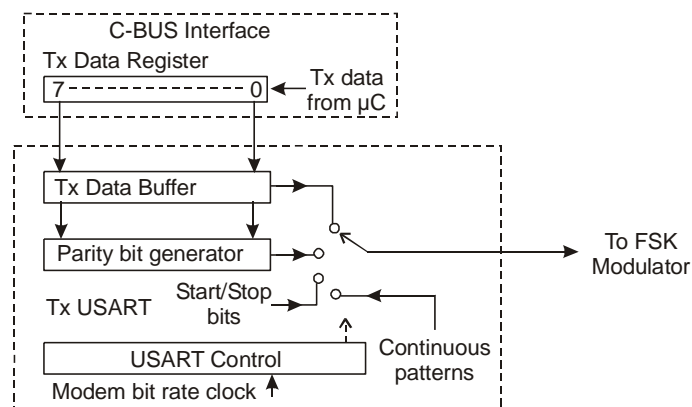 C-BUS Interface
Tx Data Register
7 0
Tx data
from µC
Tx Data Buffer
Parity bit generator
To FSK
Modulator
Start/Stop
bits
Tx USART
USART Control
Continuous
patterns
Modem bit rate clock